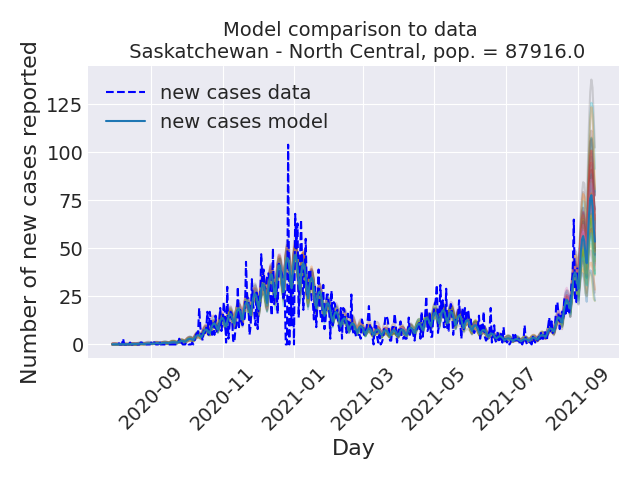 Model comparison to data
Saskatchewan - North Central, pop. = 87916.0
Number of new cases reported
125
100
75
50
25
0
new cases data
new cases model
2020-09
2020-11
2021-01
2021-03
2021-05
2021-07
2021-09
Day